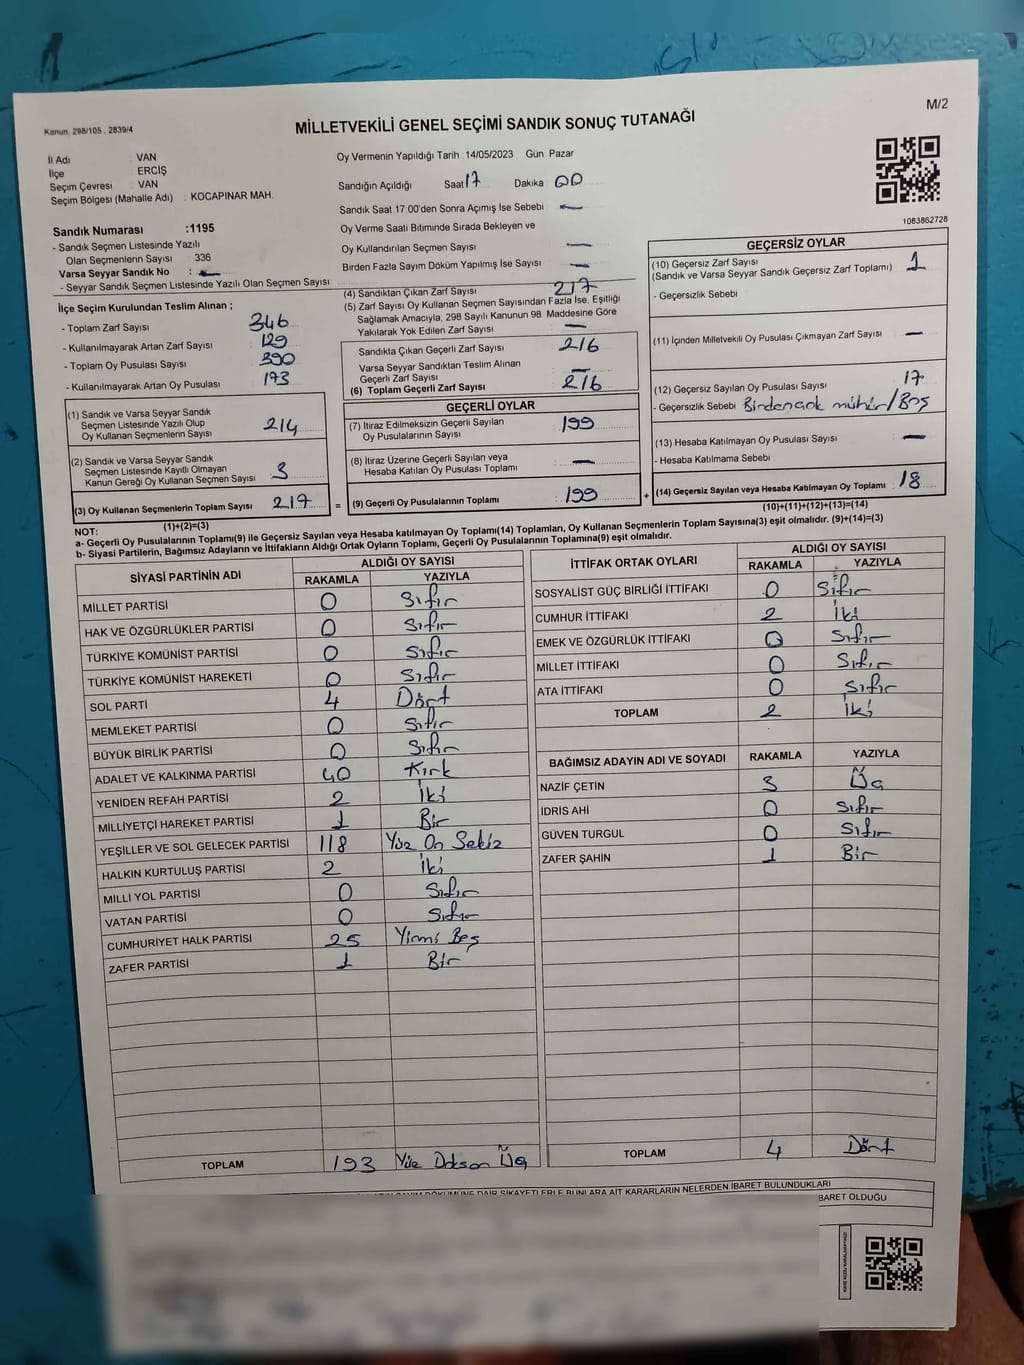 M/2
Kanun, 298/105 , 2839/4
MİLLETVEKİLİ GENEL SEÇİMİ SANDIK SONUÇ TUTANAĞI
İl Adı VAN
İlçe : ERCİŞ
Seçim Çevresi : VAN
Seçim Bölgesi (Mahalle Adı) : KOCAPINAR MAH.
Sandık Numarası :1195
- Sandık Seçmen Listesinde Yazılı
Olan Seçmenlerin Sayısı : 336
Varsa Seyyar Sandık No : —
- Seyyar Sandık Seçmen Listesinde Yazılı Olan Seçmen Sayısı
Oy Vermenin Yapıldığı Tarih 14/05/2023 Gün Pazar
Sandığın Açıldığı Saat 17 Dakika 00
Sandık Saat 17:00'den Sonra Açımış İse Sebebi —
Oy Verme Saati Bitiminde Sırada Bekleyen ve
Oy Kullandırılan Seçmen Sayısı —
Birden Fazla Sayım Döküm Yapılmış İse Sayısı —
1083862728
İlçe Seçim Kurulundan Teslim Alınan ;
- Toplam Zarf Sayısı 346
- Kullanılmayarak Artan Zarf Sayısı 129
- Toplam Oy Pusulası Sayısı 390
- Kullanılmayarak Artan Oy Pusulası 173
(1) Sandık ve Varsa Seyyar Sandık
Seçmen Listesinde Yazılı Olup
Oy Kullanan Seçmenlerin Sayısı 214
(2) Sandık ve Varsa Seyyar Sandık
Seçmen Listesinde Kayıtlı Olmayan
Kanun Gereği Oy Kullanan Seçmen Sayısı 3
(3) Oy Kullanan Seçmenlerin Toplam Sayısı 217
(1)+(2)=(3)
(4) Sandıktan Çıkan Zarf Sayısı 217
(5) Zarf Sayısı Oy Kullanan Seçmen Sayısından Fazla İse, Eşitliği
Sağlamak Amacıyla, 298 Sayılı Kanunun 98 Maddesine Göre
Yakılarak Yok Edilen Zarf Sayısı —
Sandıkta Çıkan Geçerli Zarf Sayısı 216
Varsa Seyyar Sandıktan Teslim Alınan
Geçerli Zarf Sayısı —
(6) Toplam Geçerli Zarf Sayısı 216
GEÇERLİ OYLAR
(7) İtiraz Edilmeksizin Geçerli Sayılan
Oy Pusulalarının Sayısı : 199
(8) İtiraz Üzerine Geçerli Sayılan veya
Hesaba Katılan Oy Pusulası Toplamı : —
= (9) Geçerli Oy Pusulalarının Toplamı : 199 +
GEÇERSİZ OYLAR
(10) Geçersiz Zarf Sayısı
(Sandık ve Varsa Seyyar Sandık Geçersiz Zarf Toplamı) 1
- Geçersizlik Sebebi
(11) İçinden Milletvekili Oy Pusulası Çıkmayan Zarf Sayısı —
(12) Geçersiz Sayılan Oy Pusulası Sayısı 17
- Geçersizlik Sebebi Birdençok mühür/Boş
(13) Hesaba Katılmayan Oy Pusulası Sayısı —
- Hesaba Katılmama Sebebi
(14) Geçersiz Sayılan veya Hesaba Katılmayan Oy Toplamı 18
(10)+(11)+(12)+(13)=(14)
NOT:
a- Geçerli Oy Pusulalarının Toplamı(9) ile Geçersiz Sayılan veya Hesaba katılmayan Oy Toplamı(14) Toplamları, Oy Kullanan Seçmenlerin Toplam Sayısına(3) eşit olmalıdır. (9)+(14)=(3)
b- Siyasi Partilerin, Bağımsız Adayların ve İttifakların Aldığı Ortak Oyların Toplamı, Geçerli Oy Pusulalarının Toplamına(9) eşit olmalıdır.
SİYASİ PARTİNİN ADI ALDIĞI OY SAYISI
RAKAMLA YAZIYLA
MİLLET PARTİSİ 0 Sıfır
HAK VE ÖZGÜRLÜKLER PARTİSİ 0 Sıfır
TÜRKİYE KOMÜNİST PARTİSİ 0 Sıfır
TÜRKİYE KOMÜNİST HAREKETİ 0 Sıfır
SOL PARTİ 4 Dört
MEMLEKET PARTİSİ 0 Sıfır
BÜYÜK BİRLİK PARTİSİ 0 Sıfır
ADALET VE KALKINMA PARTİSİ 40 Kırk
YENİDEN REFAH PARTİSİ 2 İki
MİLLİYETÇİ HAREKET PARTİSİ 1 Bir
YEŞİLLER VE SOL GELECEK PARTİSİ 118 Yüz On Sekiz
HALKIN KURTULUŞ PARTİSİ 2 İki
MİLLİ YOL PARTİSİ 0 Sıfır
VATAN PARTİSİ 0 Sıfır
CUMHURİYET HALK PARTİSİ 25 Yirmi Beş
ZAFER PARTİSİ 1 Bir
TOPLAM 193 Yüz Doksan Üç
İTTİFAK ORTAK OYLARI ALDIĞI OY SAYISI
RAKAMLA YAZIYLA
SOSYALİST GÜÇ BİRLİĞİ İTTİFAKI 0 Sıfır
CUMHUR İTTİFAKI 2 İki
EMEK VE ÖZGÜRLÜK İTTİFAKI 0 Sıfır
MİLLET İTTİFAKI 0 Sıfır
ATA İTTİFAKI 0 Sıfır
TOPLAM 2 İki
BAĞIMSIZ ADAYIN ADI VE SOYADI RAKAMLA YAZIYLA
NAZİF ÇETİN 3 Üç
İDRİS AHİ 0 Sıfır
GÜVEN TURGUL 0 Sıfır
ZAFER ŞAHİN 1 Bir
TOPLAM 4 Dört
DÖKÜMÜNE DAİR ŞİKAYETLERLE BUNLARA AİT KARARLARIN NELERDEN İBARET BULUNDUKLARI
BARET OLDUĞU